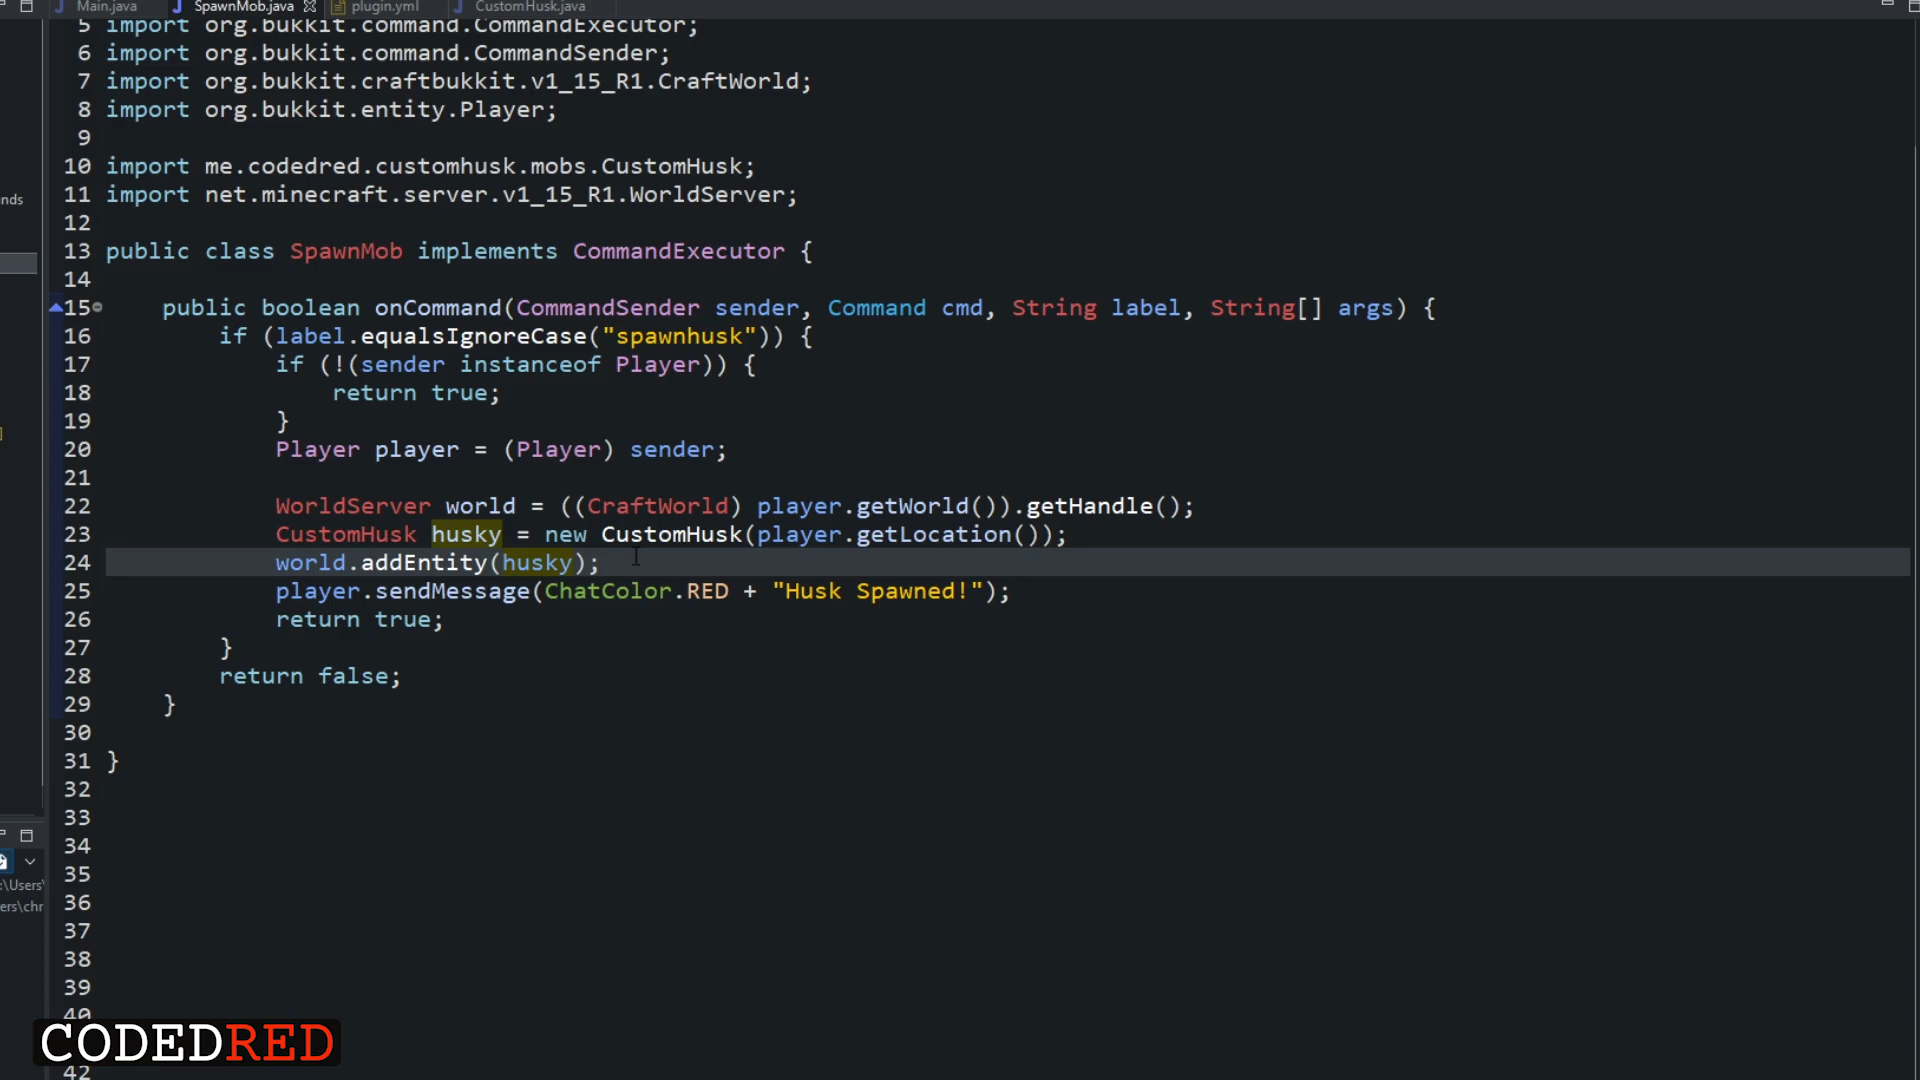 Main.java SpawnMob.java plugin.yml CustomHusk.java
5 import org.bukkit.command.CommandExecutor;
6 import org.bukkit.command.CommandSender;
7 import org.bukkit.craftbukkit.v1_15_R1.CraftWorld;
8 import org.bukkit.entity.Player;
9
10 import me.codedred.customhusk.mobs.CustomHusk;
11 import net.minecraft.server.v1_15_R1.WorldServer;
12
13 public class SpawnMob implements CommandExecutor {
14
15 public boolean onCommand(CommandSender sender, Command cmd, String label, String[] args) {
16 if (label.equalsIgnoreCase("spawnhusk")) {
17 if (!(sender instanceof Player)) {
18 return true;
19 }
20 Player player = (Player) sender;
21
22 WorldServer world = ((CraftWorld) player.getWorld()).getHandle();
23 CustomHusk husky = new CustomHusk(player.getLocation());
24 world.addEntity(husky);
25 player.sendMessage(ChatColor.RED + "Husk Spawned!");
26 return true;
27 }
28 return false;
29 }
30
31 }
32
33
34
35
36
37
38
39
40
42
nds
:\Users\
ers\chr
CODEDRED